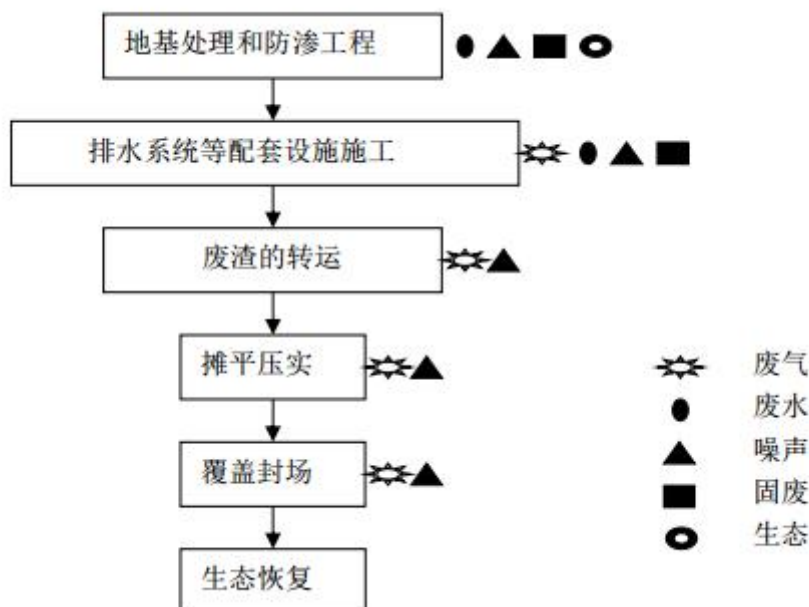 地基处理和防渗工程
排水系统等配套设施施工
废渣的转运
摊平压实
覆盖封场
生态恢复
废气
废水
噪声
固废
生态